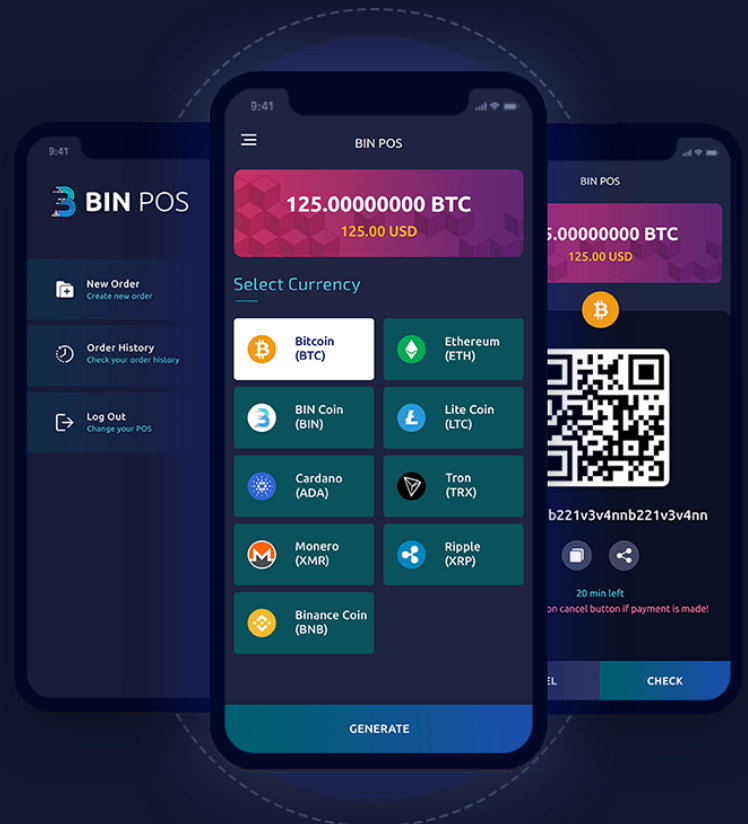 9:41
BIN POS
New Order
Create new order
Order History
Check your order history
Log Out
Change your POS
9:41
BIN POS
125.00000000 BTC
125.00 USD
Select Currency
Bitcoin
(BTC)
Ethereum
(ETH)
BIN Coin
(BIN)
Lite Coin
(LTC)
Cardano
(ADA)
Tron
(TRX)
Monero
(XMR)
Ripple
(XRP)
Binance Coin
(BNB)
GENERATE
BIN POS
5.00000000 BTC
125.00 USD
b221v3v4nnb221v3v4nn
20 min left
on cancel button if payment is made!
EL
CHECK